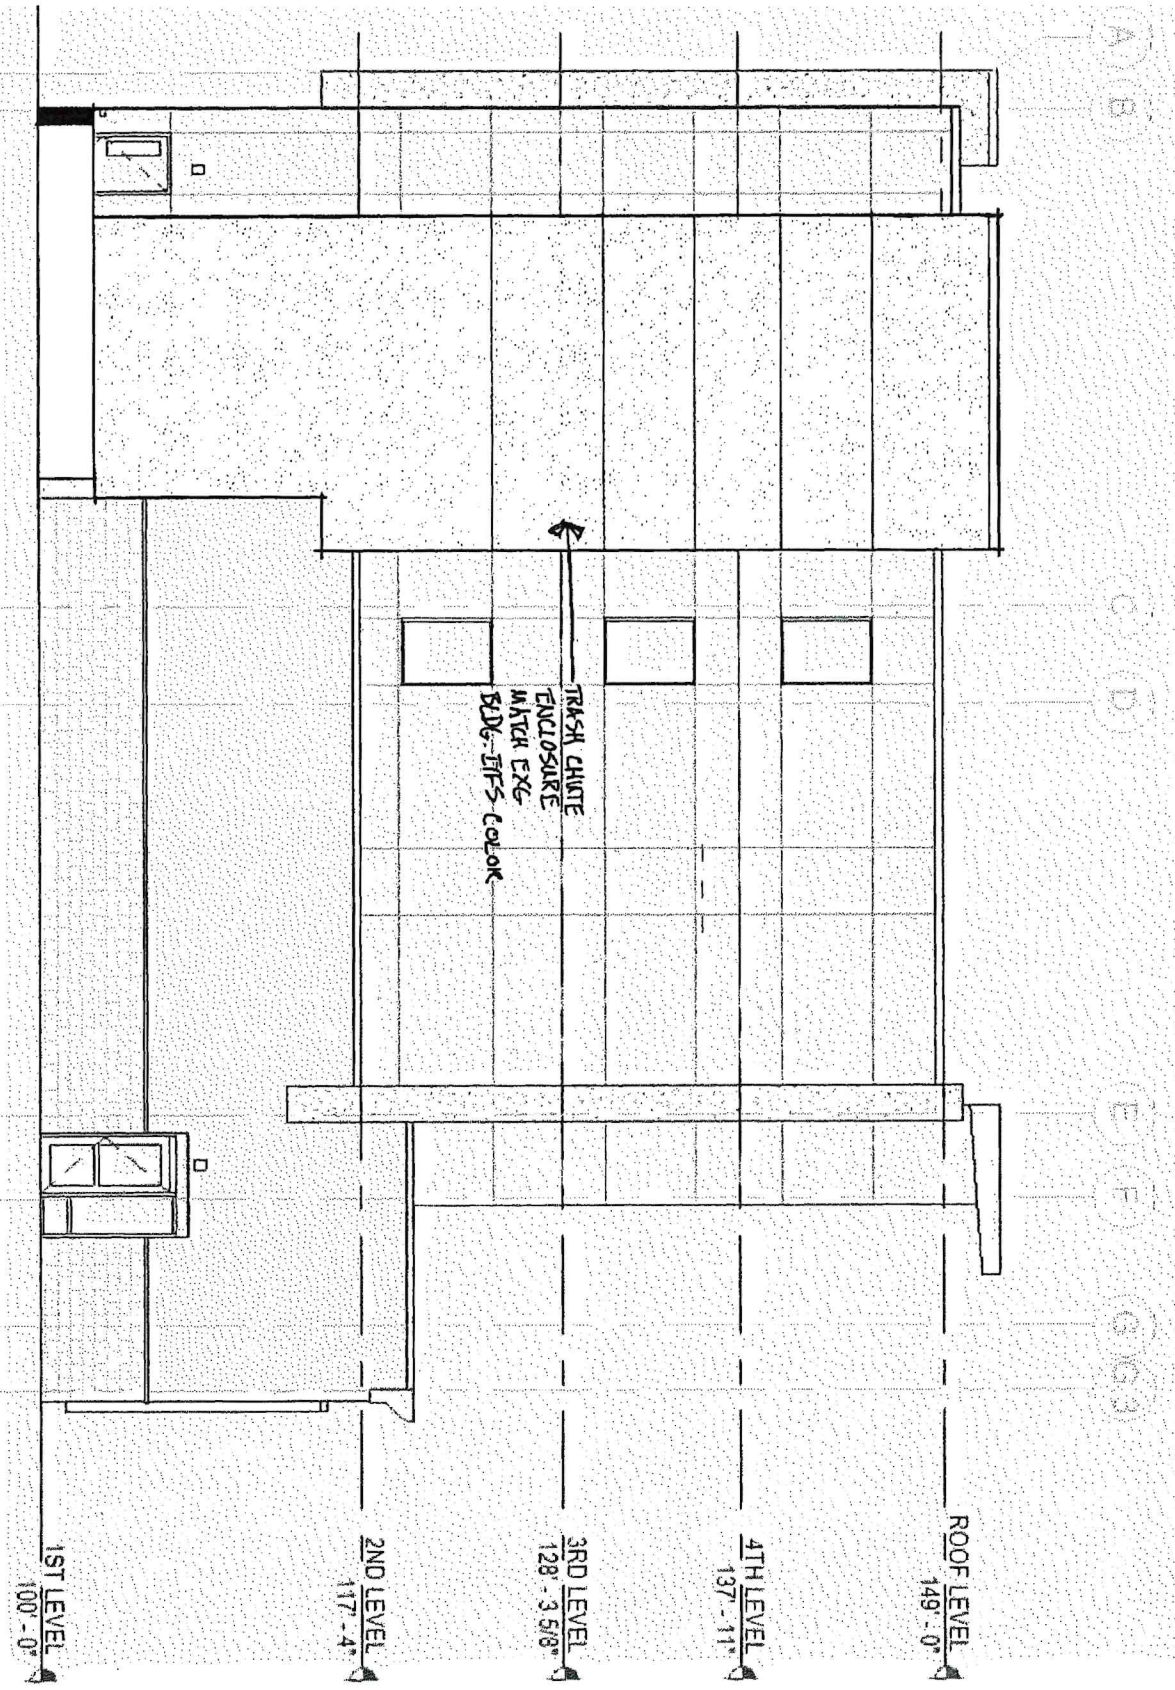 A
B
C
D
E
F
G
G3
TRASH CHUTE
ENCLOSURE
MATCH EXG
BLDG. EIFS COLOR
ROOF LEVEL
149' - 0"
4TH LEVEL
137' - 11"
3RD LEVEL
128' - 3 5/8"
2ND LEVEL
117' - 4"
1ST LEVEL
100' - 0"